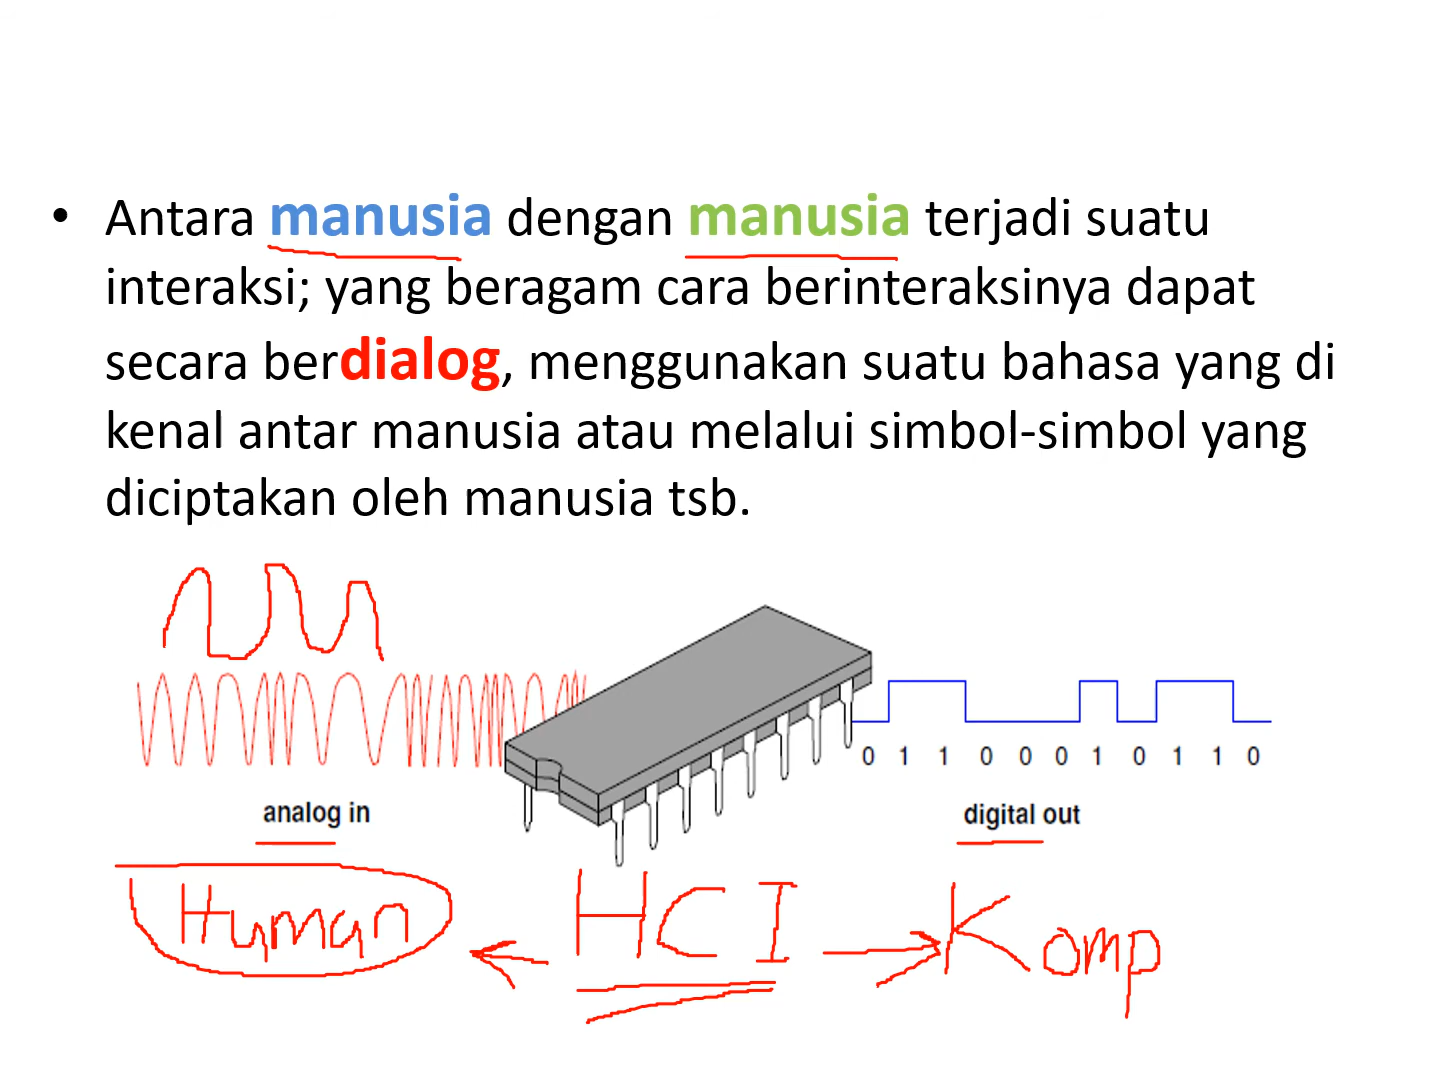 • Antara manusia dengan manusia terjadi suatu
interaksi; yang beragam cara berinteraksinya dapat
secara berdialog, menggunakan suatu bahasa yang di
kenal antar manusia atau melalui simbol-simbol yang
diciptakan oleh manusia tsb.
0 1 1 0 0 0 1 0 1 1 0
analog in
digital out
Human HCI Komp